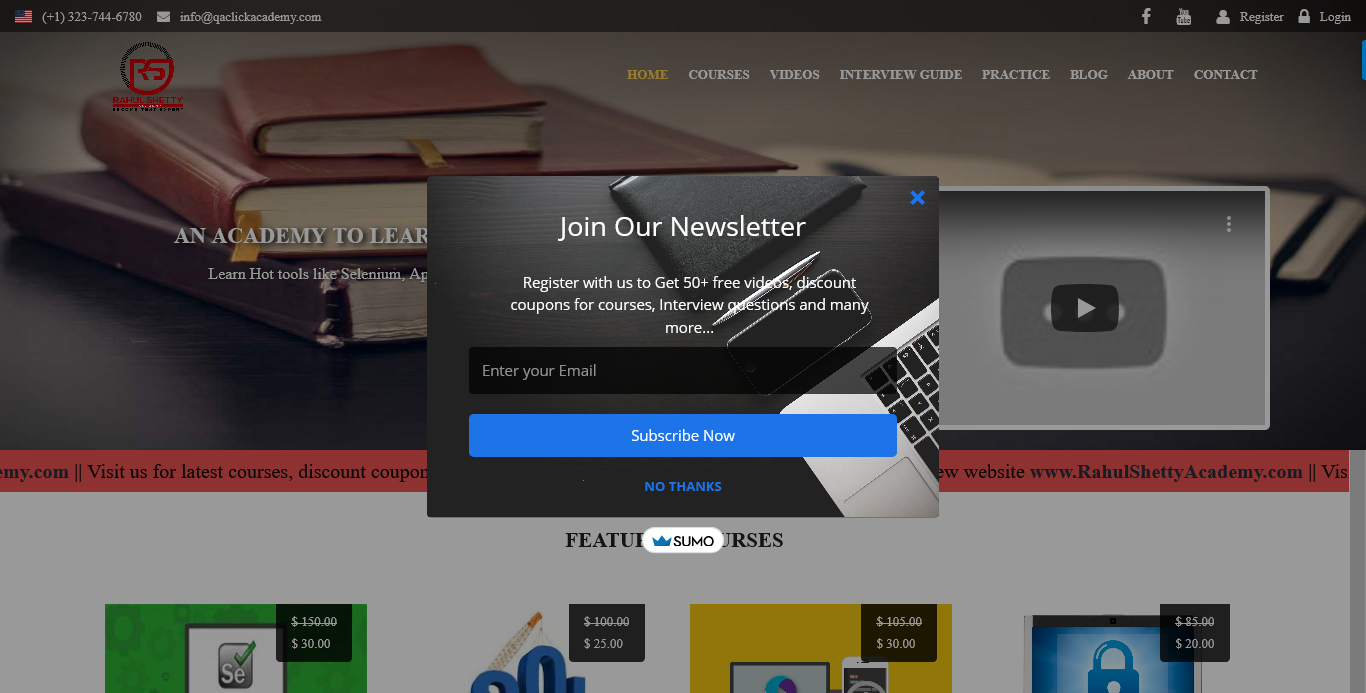 (+1) 323-744-6780 info@qaclickacademy.com Register Login
RS
RAHUL SHETTY
HOME COURSES VIDEOS INTERVIEW GUIDE PRACTICE BLOG ABOUT CONTACT
AN ACADEMY TO LEAR
Learn Hot tools like Selenium, Ap
Join Our Newsletter
Register with us to Get 50+ free videos, discount
coupons for courses, Interview questions and many
more...
Enter your Email
Subscribe Now
NO THANKS
emy.com || Visit us for latest courses, discount coupon
ew website www.RahulShettyAcademy.com || Vis
SUMO
FEATU URSES
$ 150.00
$ 30.00
Se
$ 100.00
$ 25.00
$ 105.00
$ 30.00
$ 85.00
$ 20.00